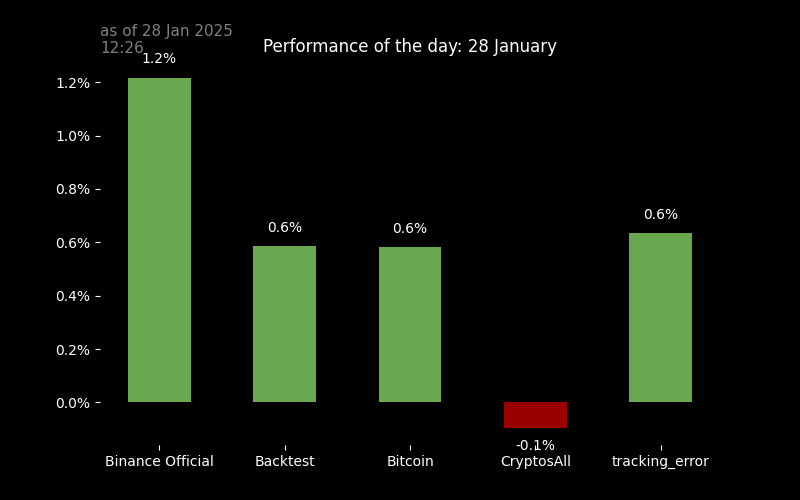 as of 28 Jan 2025
12:26
Performance of the day: 28 January
1.2%
1.2%
1.0%
0.8%
0.6%
0.4%
0.2%
0.0%
0.6%
0.6%
-0.1%
0.6%
Binance Official
Backtest
Bitcoin
CryptosAll
tracking_error